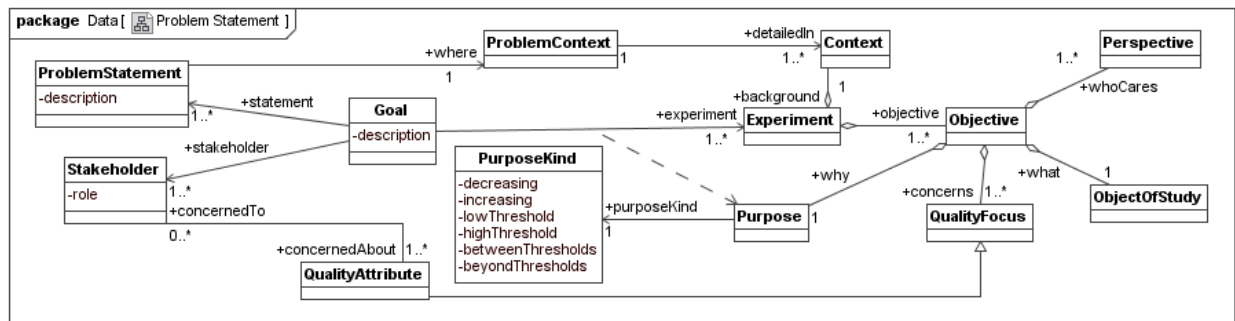 package Data [ Problem Statement ]
ProblemStatement
-description
+where
1
ProblemContext
1
+detailedIn
1..*
Context
1
+background
Perspective
1..*
+whoCares
+statement
1..*
Goal
-description
+experiment
1..*
Experiment
+objective
1..*
Objective
+stakeholder
1..*
Stakeholder
-role
+concernedTo
0..*
PurposeKind
-decreasing
-increasing
-lowThreshold
-highThreshold
-betweenThresholds
-beyondThresholds
+purposeKind
1
+why
1
Purpose
+concerns
1..*
QualityFocus
+what
1
ObjectOfStudy
+concernedAbout
1..*
QualityAttribute